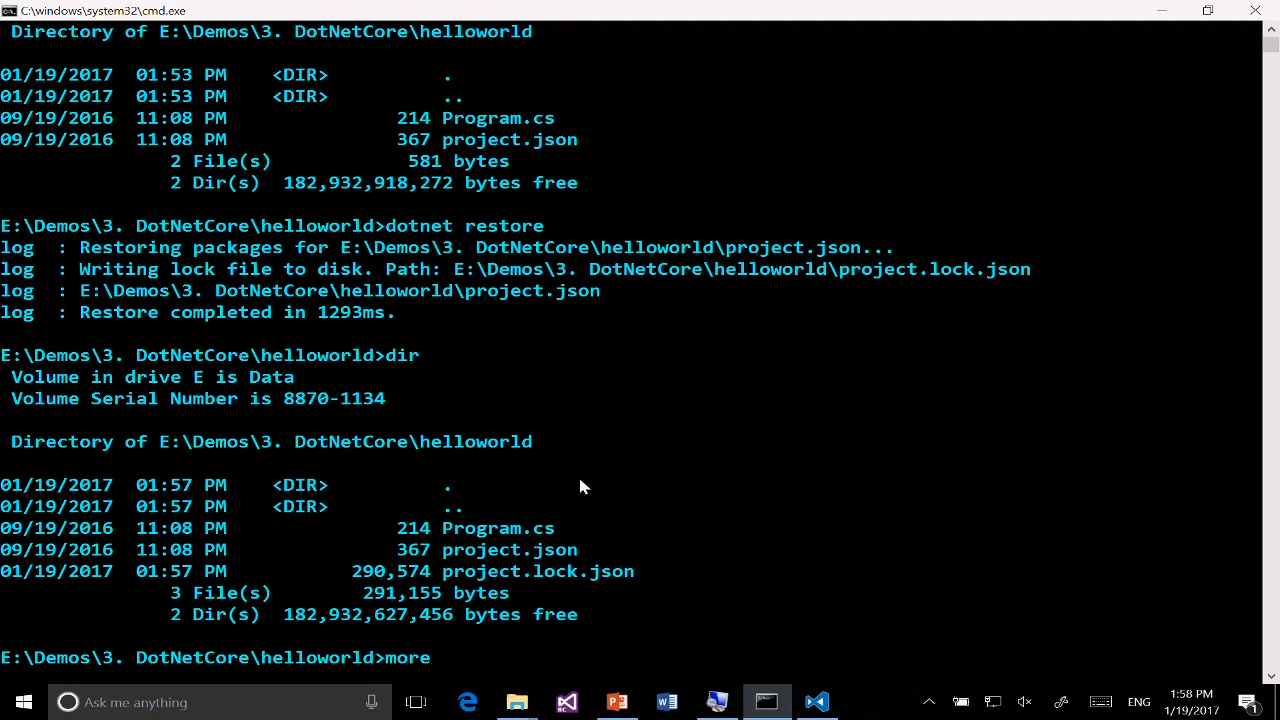 C:\windows\system32\cmd.exe
Directory of E:\Demos\3. DotNetCore\helloworld
01/19/2017 01:53 PM <DIR> .
01/19/2017 01:53 PM <DIR> ..
09/19/2016 11:08 PM 214 Program.cs
09/19/2016 11:08 PM 367 project.json
2 File(s) 581 bytes
2 Dir(s) 182,932,918,272 bytes free
E:\Demos\3. DotNetCore\helloworld>dotnet restore
log : Restoring packages for E:\Demos\3. DotNetCore\helloworld\project.json...
log : Writing lock file to disk. Path: E:\Demos\3. DotNetCore\helloworld\project.lock.json
log : E:\Demos\3. DotNetCore\helloworld\project.json
log : Restore completed in 1293ms.
E:\Demos\3. DotNetCore\helloworld>dir
Volume in drive E is Data
Volume Serial Number is 8870-1134
Directory of E:\Demos\3. DotNetCore\helloworld
01/19/2017 01:57 PM <DIR> .
01/19/2017 01:57 PM <DIR> ..
09/19/2016 11:08 PM 214 Program.cs
09/19/2016 11:08 PM 367 project.json
01/19/2017 01:57 PM 290,574 project.lock.json
3 File(s) 291,155 bytes
2 Dir(s) 182,932,627,456 bytes free
E:\Demos\3. DotNetCore\helloworld>more
Ask me anything
ENG
1:58 PM
1/19/2017
1